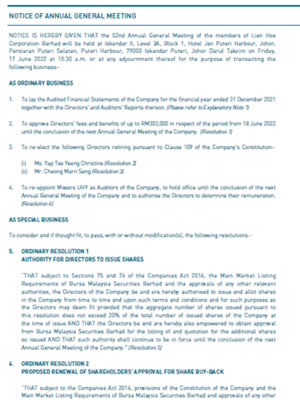 NOTICE OF ANNUAL GENERAL MEETING
NOTICE IS HEREBY GIVEN THAT the 52nd Annual General Meeting of the members of Lien Hoe
Corporation Berhad will be held at Iskandar II, Level 3A, Block 1, Hotel Jen Puteri Harbour, Johor,
Persiaran Puteri Selatan, Puteri Harbour, 79000 Iskandar Puteri, Johor Darul Takzim on Friday,
17 June 2022 at 10.30 a.m. or at any adjournment thereof for the purpose of transacting the
following business:-
AS ORDINARY BUSINESS
1. To lay the Audited Financial Statements of the Company for the financial year ended 31 December 2021
together with the Directors' and Auditors' Reports thereon. (Please refer to Explanatory Note 1)
2. To approve Directors' fees and benefits of up to RM303,000 in respect of the period from 18 June 2022
until the conclusion of the next Annual General Meeting of the Company. (Resolution 1)
3. To re-elect the following Directors retiring pursuant to Clause 109 of the Company's Constitution:-
(i) Ms. Yap Tse Yeeng Christine (Resolution 2)
(ii) Mr. Cheong Marn Seng (Resolution 3)
4. To re-appoint Messrs UHY as Auditors of the Company, to hold office until the conclusion of the next
Annual General Meeting of the Company and to authorise the Directors to determine their remuneration.
(Resolution 4)
AS SPECIAL BUSINESS
To consider and if thought fit, to pass, with or without modification(s), the following resolutions:-
5. ORDINARY RESOLUTION 1
AUTHORITY FOR DIRECTORS TO ISSUE SHARES
"THAT subject to Sections 75 and 76 of the Companies Act 2016, the Main Market Listing
Requirements of Bursa Malaysia Securities Berhad and the approvals of any other relevant
authorities, the Directors of the Company be and are hereby authorised to issue and allot shares
in the Company from time to time and upon such terms and conditions and for such purposes as
the Directors may deem fit provided that the aggregate number of shares issued pursuant to
this resolution does not exceed 20% of the total number of issued shares of the Company at
the time of issue AND THAT the Directors be and are hereby also empowered to obtain approval
from Bursa Malaysia Securities Berhad for the listing of and quotation for the additional shares
so issued AND THAT such authority shall continue to be in force until the conclusion of the next
Annual General Meeting of the Company." (Resolution 5)
6. ORDINARY RESOLUTION 2
PROPOSED RENEWAL OF SHAREHOLDERS' APPROVAL FOR SHARE BUY-BACK
"THAT subject to the Companies Act 2016, provisions of the Constitution of the Company and the
Main Market Listing Requirements of Bursa Malaysia Securities Berhad and approvals of any other